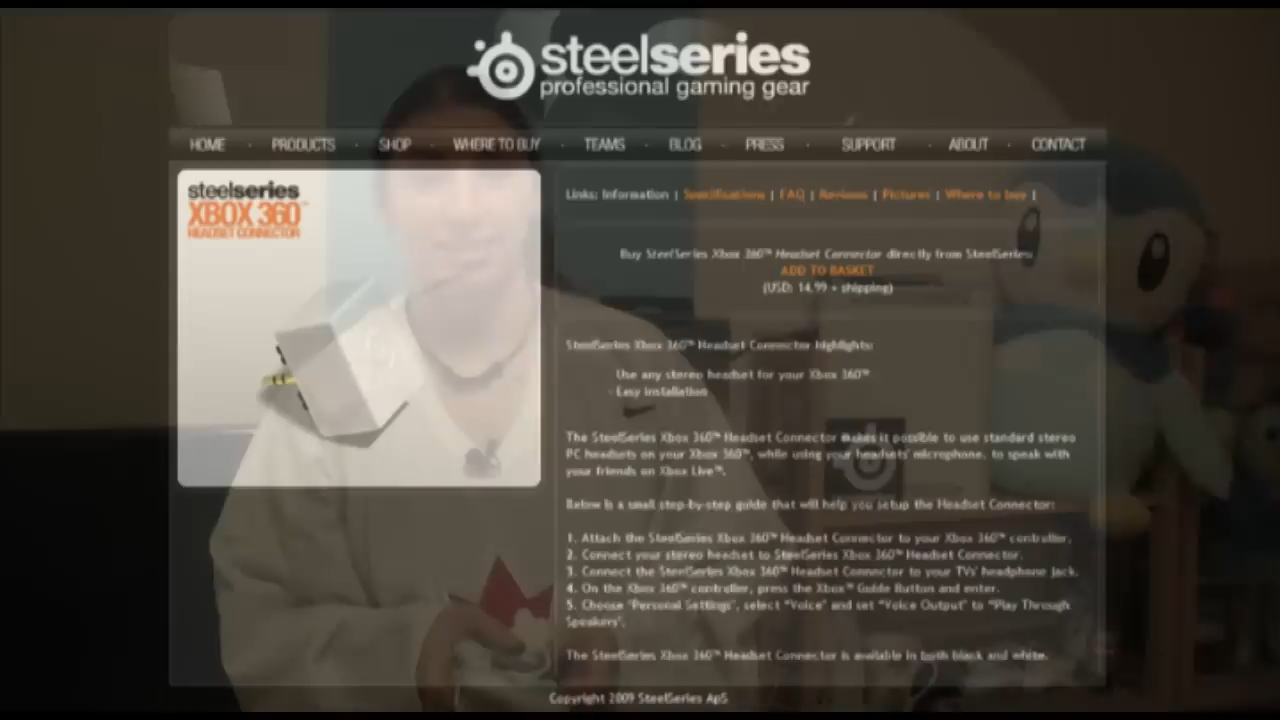 steelseries
professional gaming gear
HOME · PRODUCTS · SHOP · WHERE TO BUY · TEAMS · BLOG · PRESS · SUPPORT · ABOUT · CONTACT
steelseries
XBOX 360™
HEADSET CONNECTOR
Links: Information | Specifications | FAQ | Reviews | Pictures | Where to buy |
Buy SteelSeries Xbox 360™ Headset Connector directly from SteelSeries:
ADD TO BASKET
(USD: 14.99 + shipping)
SteelSeries Xbox 360™ Headset Connector highlights:
Use any stereo headset for your Xbox 360™
· Easy installation
The SteelSeries Xbox 360™ Headset Connector makes it possible to use standard stereo
PC headsets on your Xbox 360™, while using your headsets' microphone, to speak with
your friends on Xbox Live™.
Below is a small step-by-step guide that will help you setup the Headset Connector:
1. Attach the SteelSeries Xbox 360™ Headset Connector to your Xbox 360™ controller.
2. Connect your stereo headset to SteelSeries Xbox 360™ Headset Connector.
3. Connect the SteelSeries Xbox 360™ Headset Connector to your TVs' headphone jack.
4. On the Xbox 360™ controller, press the Xbox™ Guide Button and enter.
5. Choose "Personal Settings", select "Voice" and set "Voice Output" to "Play Through
Speakers".
The SteelSeries Xbox 360™ Headset Connector is available in both black and white.
Copyright 2009 SteelSeries ApS